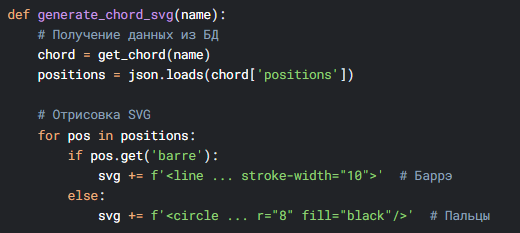 def generate_chord_svg(name):
    # Получение данных из БД
    chord = get_chord(name)
    positions = json.loads(chord['positions'])

    # Отрисовка SVG
    for pos in positions:
        if pos.get('barre'):
            svg += f'<line ... stroke-width="10">'  # Баррэ
        else:
            svg += f'<circle ... r="8" fill="black"/>'  # Пальцы